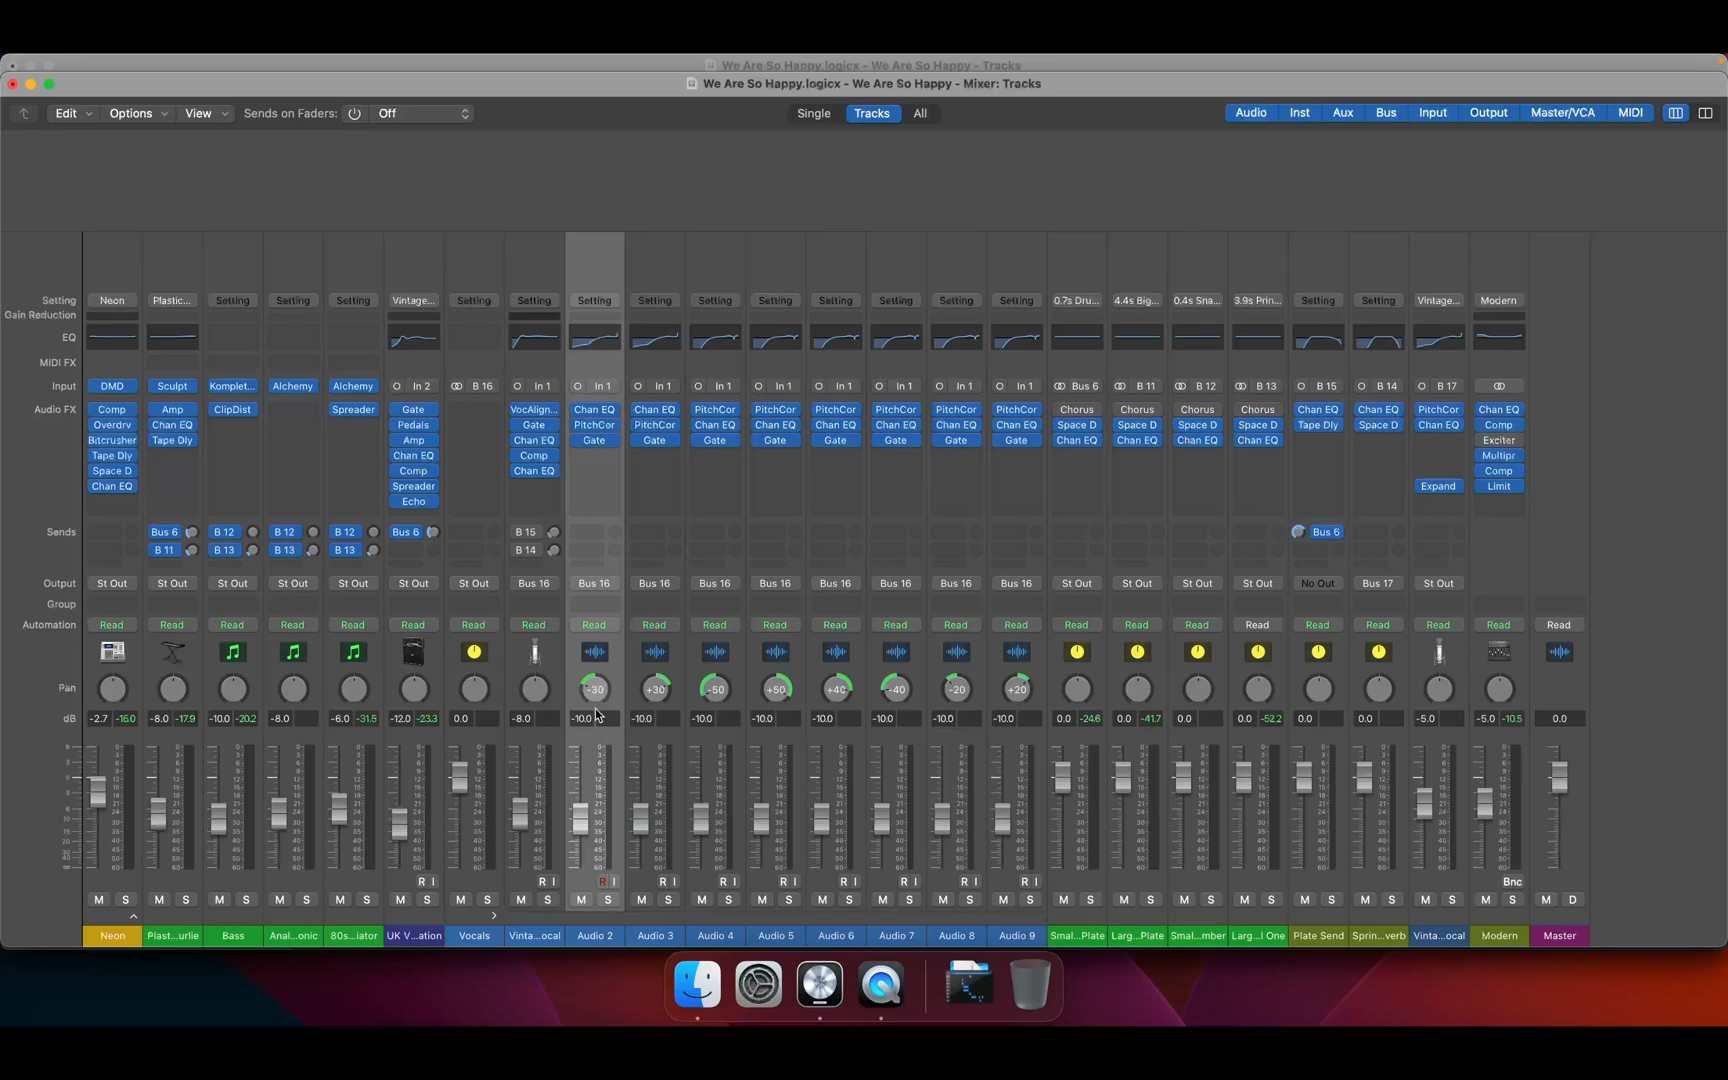 We Are So Happy.logicx - We Are So Happy - Tracks
We Are So Happy.logicx - We Are So Happy - Mixer: Tracks
Edit Options View Sends on Faders: Off Single Tracks All Audio Inst Aux Bus Input Output Master/VCA MIDI
Setting Neon Plastic... Setting Setting Setting Vintage... Setting Setting Setting Setting Setting Setting Setting Setting Setting Setting 0.7s Dru... 4.4s Big... 0.4s Sna... 3.9s Prin... Setting Setting Vintage... Modern
Gain Reduction
EQ
MIDI FX
Input DMD Sculpt Komplet... Alchemy Alchemy In 2 B 16 In 1 In 1 In 1 In 1 In 1 In 1 In 1 In 1 In 1 Bus 6 B 11 B 12 B 13 B 15 B 14 B 17
Audio FX Comp Amp ClipDist Spreader Gate VocAlign... Chan EQ Chan EQ PitchCor PitchCor PitchCor PitchCor PitchCor PitchCor Chorus Chorus Chorus Chorus Chan EQ Chan EQ PitchCor Chan EQ
Overdrv Chan EQ Pedals Gate PitchCor PitchCor Chan EQ Chan EQ Chan EQ Chan EQ Chan EQ Chan EQ Space D Space D Space D Space D Tape Dly Space D Chan EQ Comp
Bitcrusher Tape Dly Amp Chan EQ Gate Gate Gate Gate Gate Gate Gate Gate Chan EQ Chan EQ Chan EQ Chan EQ Exciter
Tape Dly Chan EQ Comp Multipr
Space D Comp Chan EQ Comp
Chan EQ Spreader Expand Limit
Echo
Sends Bus 6 B 12 B 12 B 12 Bus 6 B 15 Bus 6
B 11 B 13 B 13 B 13 B 14
Output St Out St Out St Out St Out St Out St Out St Out Bus 16 Bus 16 Bus 16 Bus 16 Bus 16 Bus 16 Bus 16 Bus 16 Bus 16 St Out St Out St Out St Out No Out Bus 17 St Out
Group
Automation Read Read Read Read Read Read Read Read Read Read Read Read Read Read Read Read Read Read Read Read Read Read Read Read Read
Pan -30 +30 -50 +50 +40 -40 -20 +20
dB -2.7 -16.0 -8.0 -17.9 -10.0 -20.2 -8.0 -6.0 -31.5 -12.0 -23.3 0.0 -8.0 -10.0 -10.0 -10.0 -10.0 -10.0 -10.0 -10.0 -10.0 0.0 -24.6 0.0 -41.7 0.0 0.0 -52.2 0.0 0.0 -5.0 -5.0 -10.5 0.0
R I R I R I R I R I R I R I R I R I R I Bnc
M S M S M S M S M S M S M S M S M S M S M S M S M S M S M S M S M S M S M S M S M S M S M S M S M D
Neon Plast...urlie Bass Anal...onic 80s...iator UK V...ation Vocals Vinta...ocal Audio 2 Audio 3 Audio 4 Audio 5 Audio 6 Audio 7 Audio 8 Audio 9 Smal...Plate Larg...Plate Smal...mber Larg...l One Plate Send Sprin...verb Vinta...ocal Modern Master